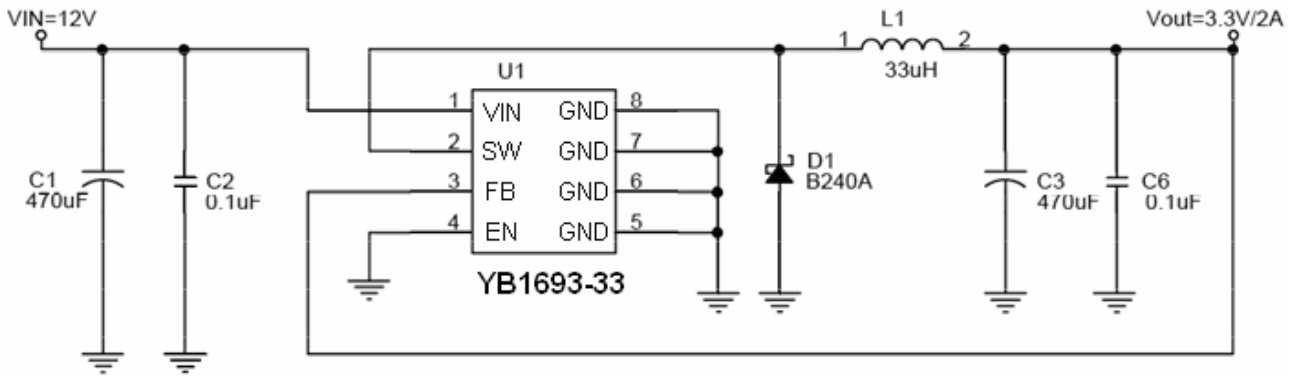 VIN=12V
Vout=3.3V/2A
L1
1
2
33uH
U1
1 VIN GND 8
2 SW GND 7
3 FB GND 6
4 EN GND 5
YB1693-33
C1
470uF
C2
0.1uF
D1
B240A
C3
470uF
C6
0.1uF